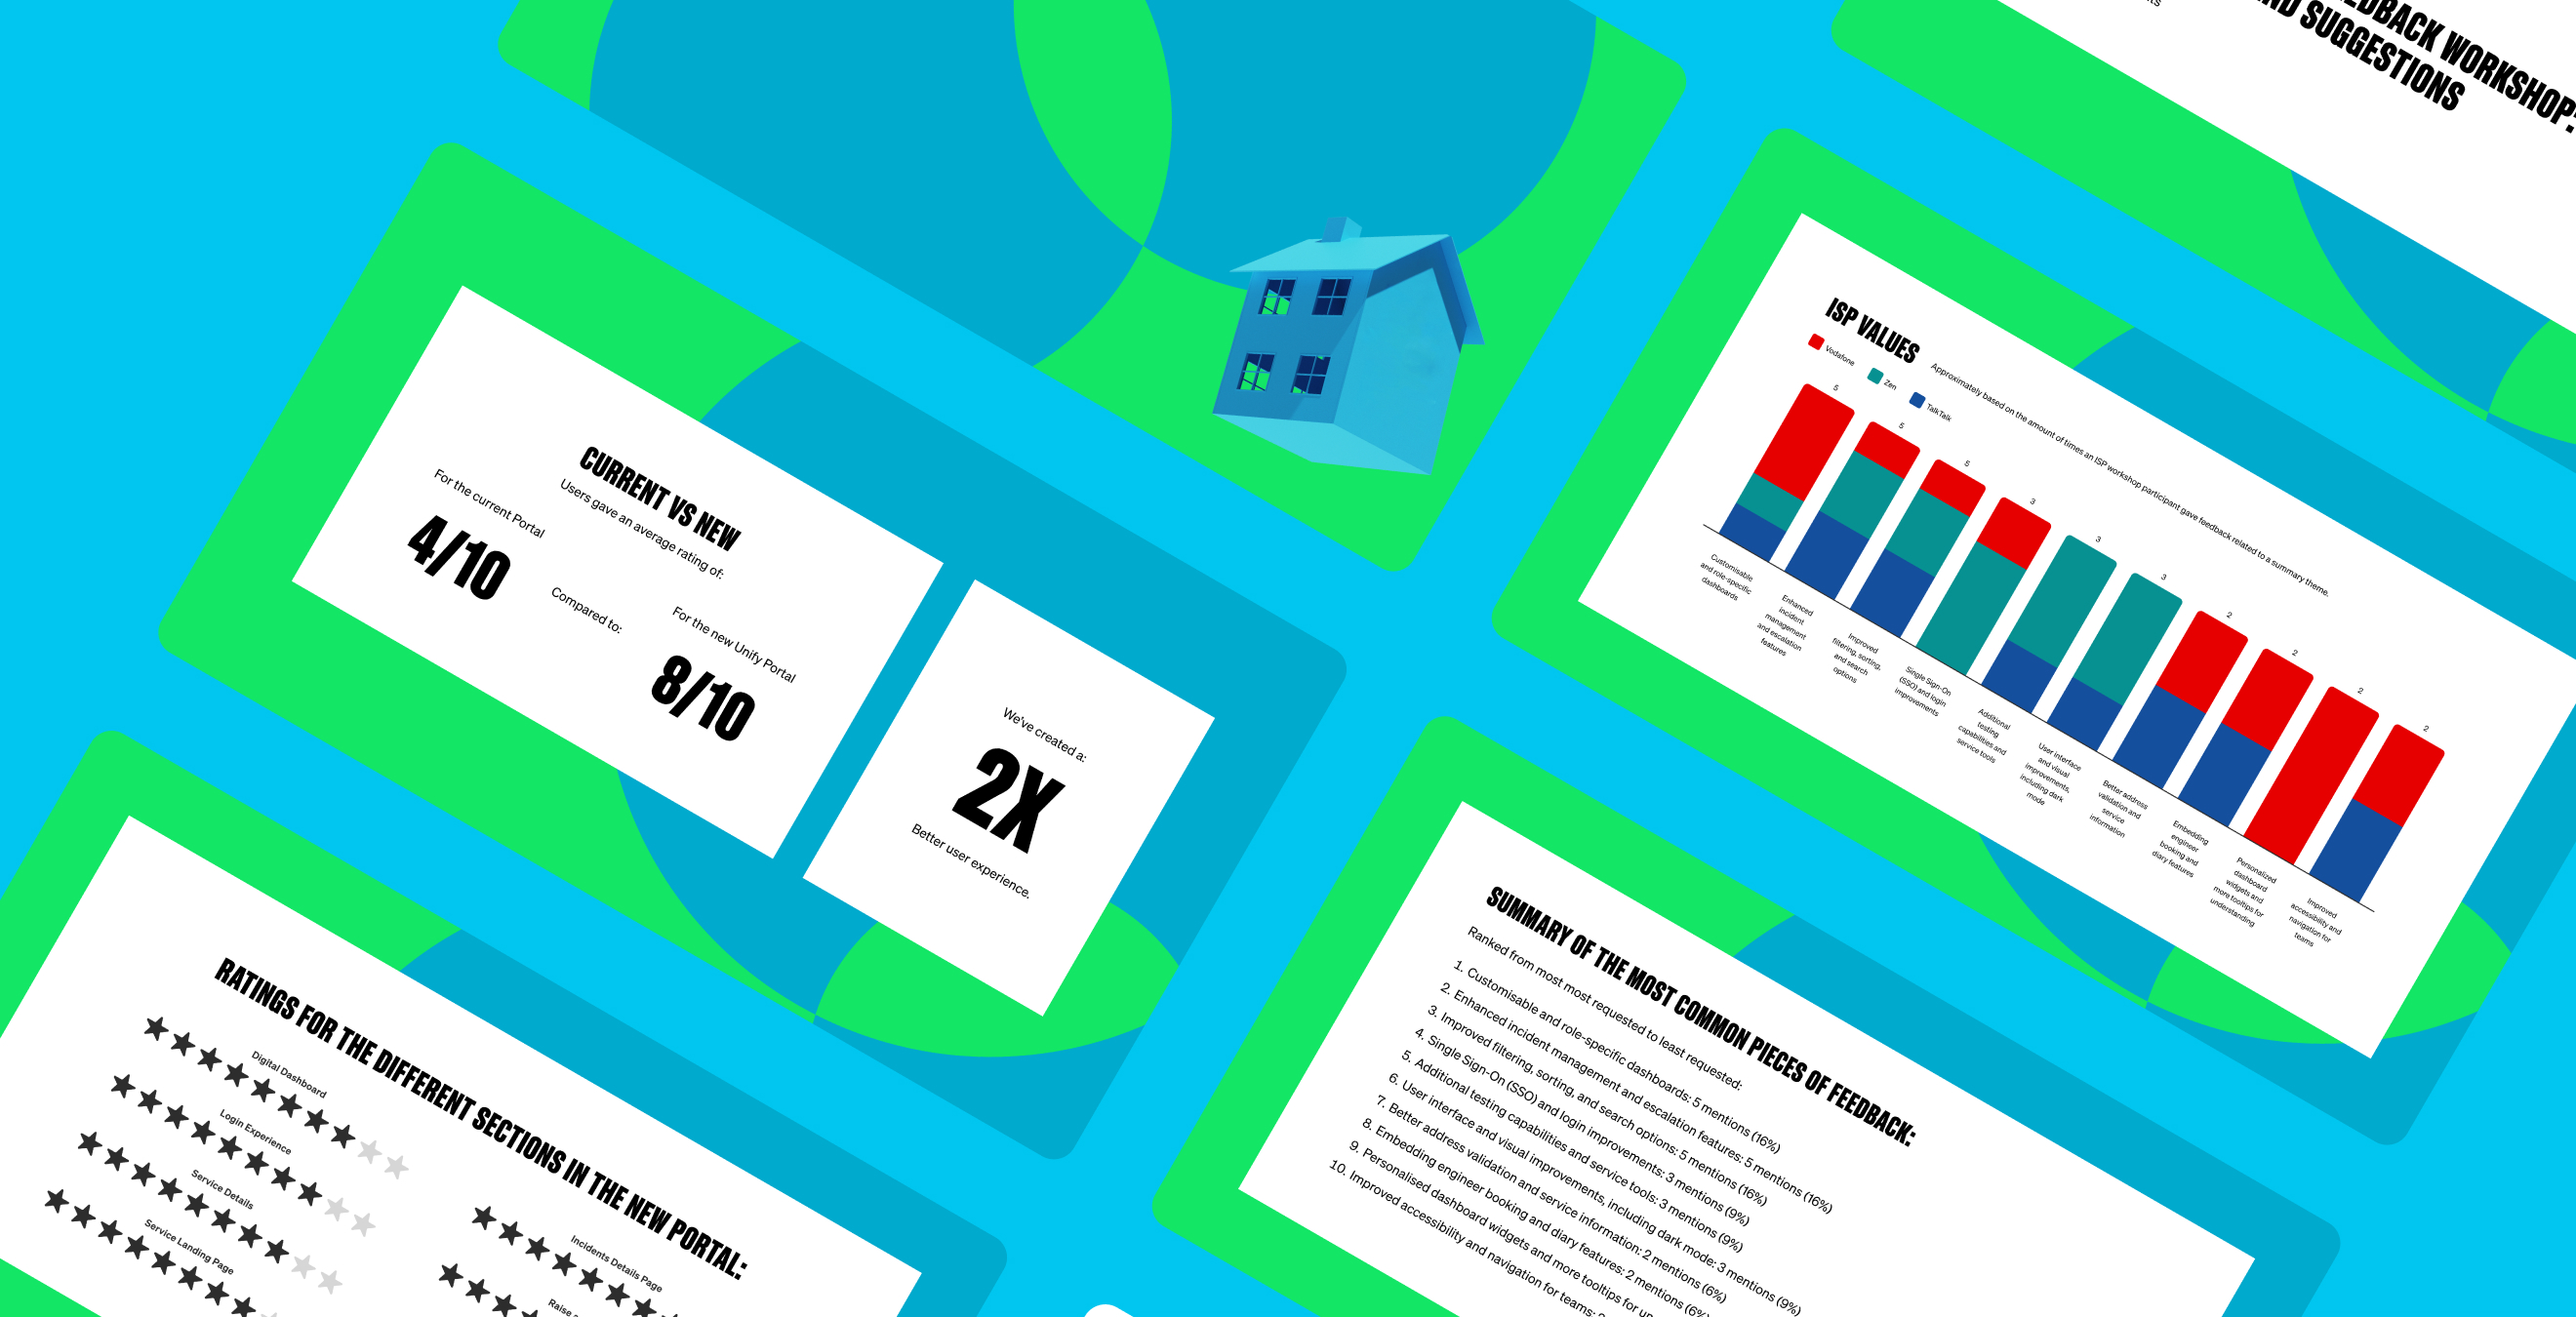 FEEDBACK WORKSHOP:
AND SUGGESTIONS
CURRENT VS NEW
Users gave an average rating of:
For the current Portal
4/10
Compared to:
For the new Unify Portal
8/10
We've created a:
2X
Better user experience.
ISP VALUES
Approximately based on the amount of times an ISP workshop participant gave feedback related to a summary theme.
Vodafone
Zen
TalkTalk
5
5
5
3
3
3
2
2
2
2
Customisable
and role-specific
dashboards
Enhanced
incident
management
and escalation
features
Improved
filtering, sorting,
and search
options
Single Sign-On
(SSO) and login
improvements
Additional
testing
capabilities and
service tools
User interface
and visual
improvements,
including dark
mode
Better address
validation and
service
information
Embedding
engineer
booking and
diary features
Personalized
dashboard
widgets and
more tooltips for
understanding
Improved
accessibility and
navigation for
teams
RATINGS FOR THE DIFFERENT SECTIONS IN THE NEW PORTAL:
Digital Dashboard
Login Experience
Service Details
Service Landing Page
Incidents Details Page
Raise
SUMMARY OF THE MOST COMMON PIECES OF FEEDBACK:
Ranked from most most requested to least requested:
1. Customisable and role-specific dashboards: 5 mentions (16%)
2. Enhanced incident management and escalation features: 5 mentions (16%)
3. Improved filtering, sorting, and search options: 5 mentions (16%)
4. Single Sign-On (SSO) and login improvements: 3 mentions (9%)
5. Additional testing capabilities and service tools: 3 mentions (9%)
6. User interface and visual improvements, including dark mode: 3 mentions (9%)
7. Better address validation and service information: 2 mentions (6%)
8. Embedding engineer booking and diary features: 2 mentions (6%)
9. Personalised dashboard widgets and more tooltips for
10. Improved accessibility and navigation for teams: